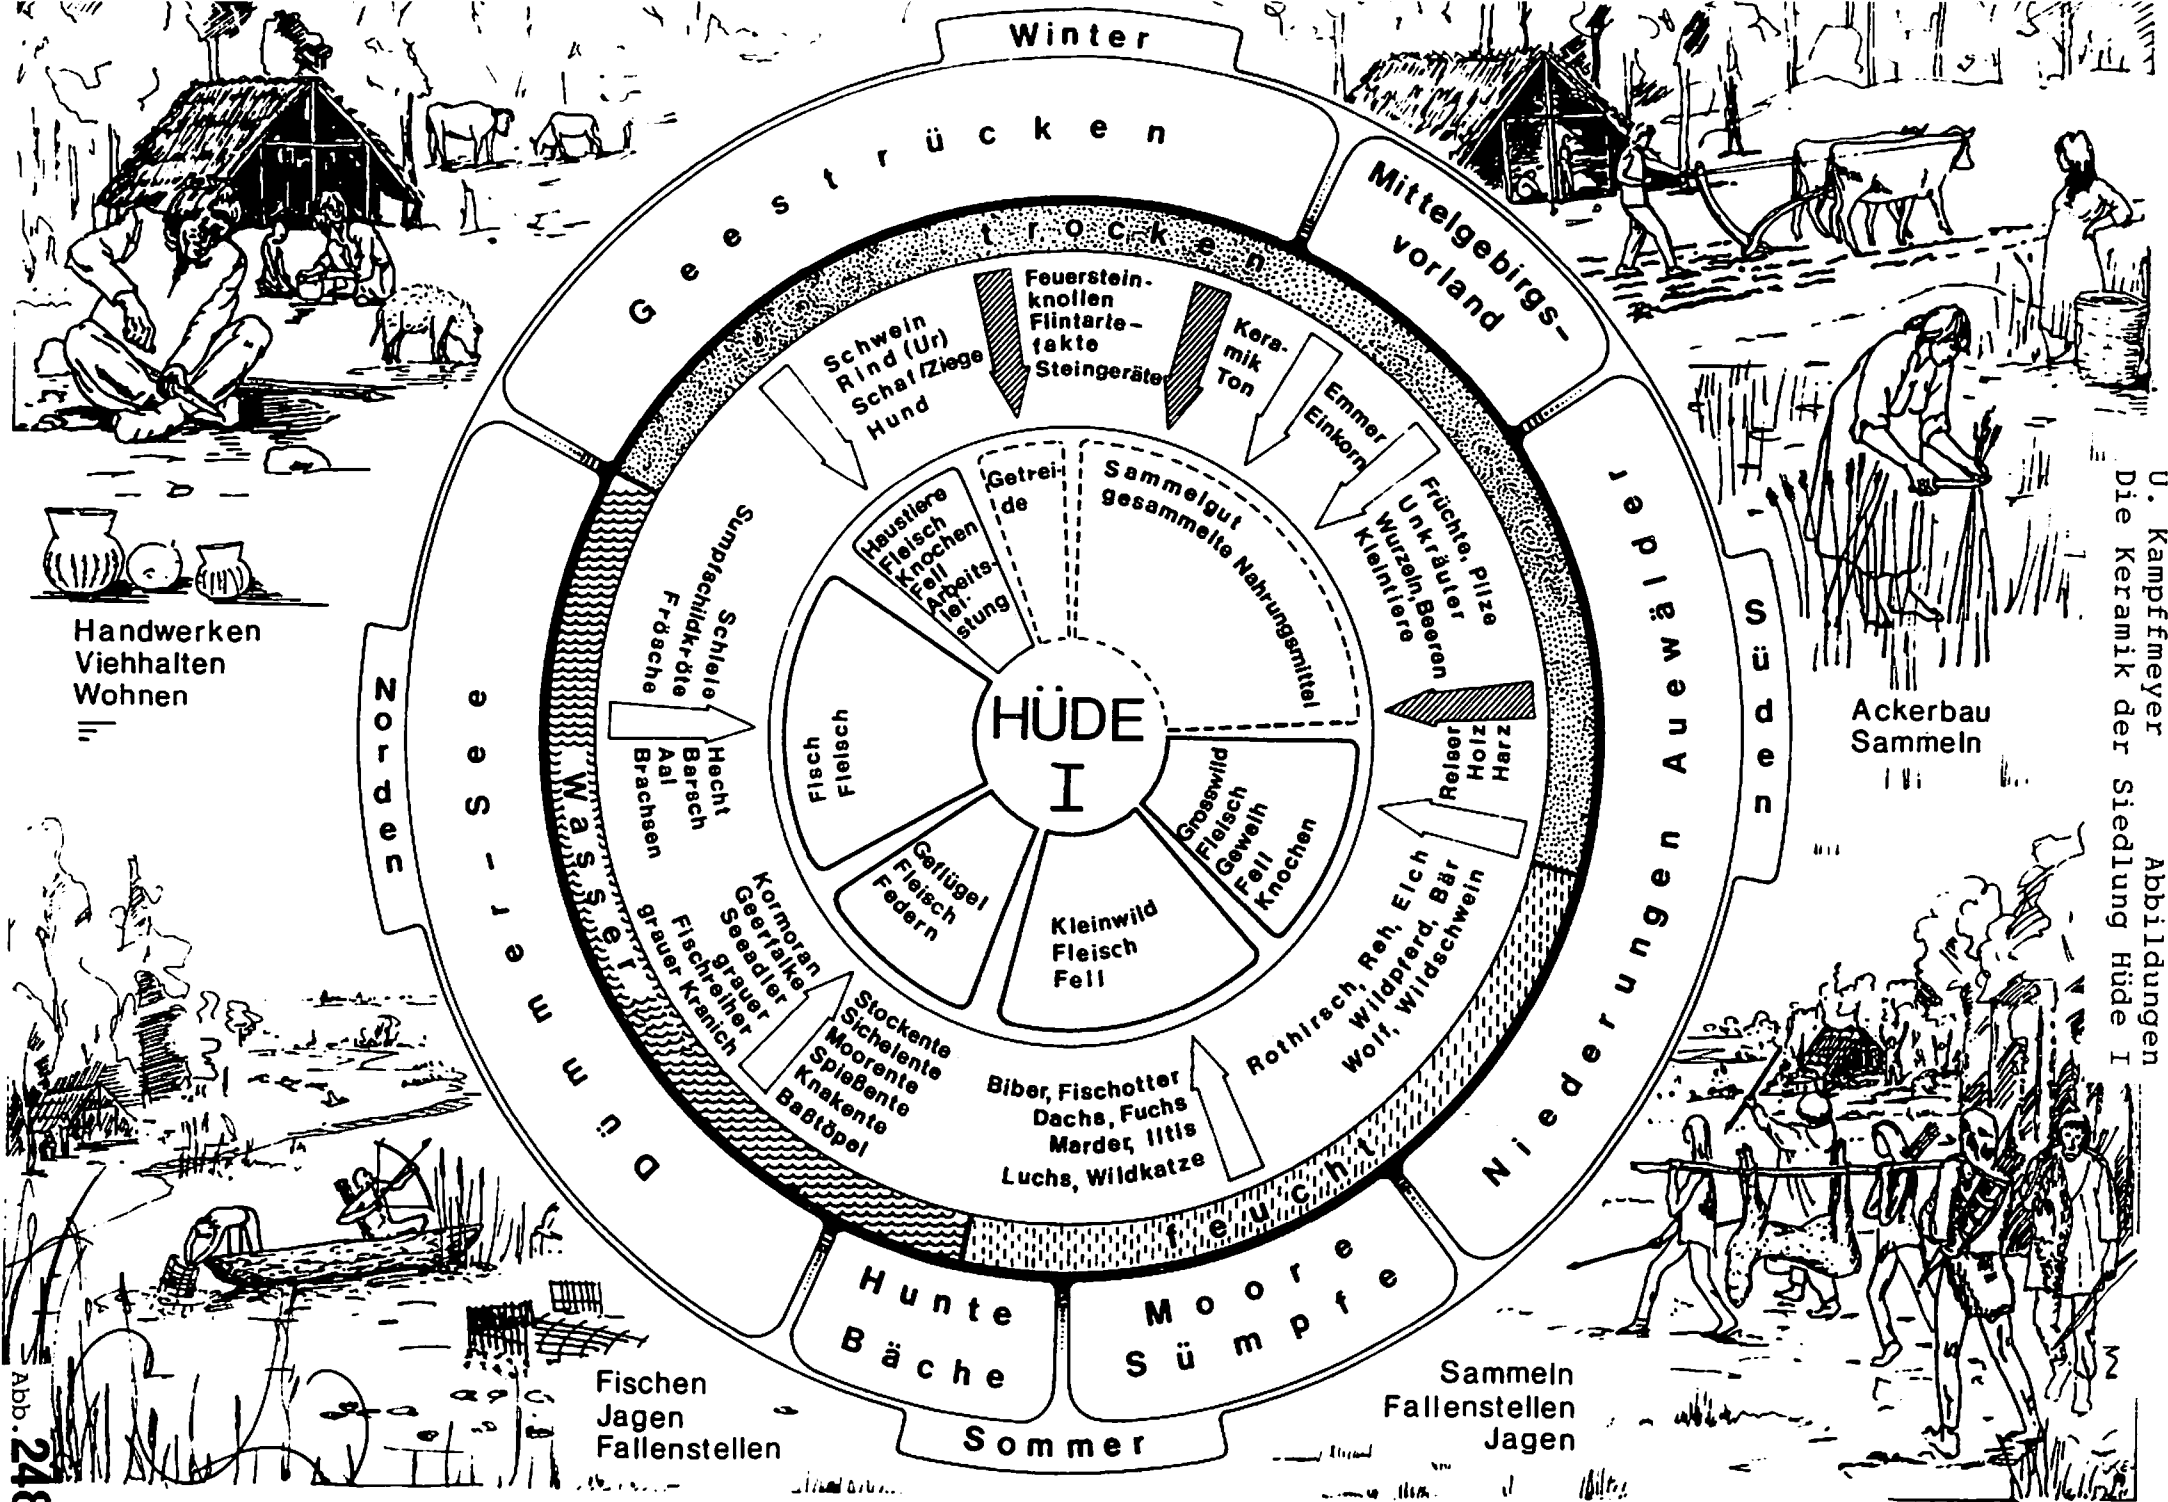 Winter
Geestrücken
Mittelgebirgs-
vorland
trocken
Feuerstein-
knollen
Flintarte-
fakte
Steingeräte
Kera-
mik
Ton
Schwein
Rind (Ur)
Schaf/Ziege
Hund
Emmer
Einkorn
Früchte, Pilze
Unkräuter
Wurzeln, Beeren
Kleintiere
Haustiere
Fleisch
Knochen
Fell
Arbeits-
lei-
stung
Getrei-
de
Sammelgut
gesammelte Nahrungsmittel
Handwerken
Viehhalten
Wohnen
Norden
Dümmer-See
Wasser
Schleie
Sumpfschildkröte
Frösche
Hecht
Barsch
Aal
Brachsen
Fisch
Fleisch
HÜDE
I
Grosswild
Fleisch
Geweih
Fell
Knochen
Reiser
Holz
Harz
Niederungen Auewälder
Süden
Ackerbau
Sammeln
U. Kampffmeyer Abbildungen
Die Keramik der Siedlung Hüde I
Geflügel
Fleisch
Federn
Kleinwild
Fleisch
Fell
Kormoran
Geerfalke
Seeadler
grauer
Fischreiher
grauer Kranich
Stockente
Sichelente
Moorente
Spießente
Knakente
Baßtöpel
Biber, Fischotter
Dachs, Fuchs
Marder, Iltis
Luchs, Wildkatze
Rothirsch, Reh, Elch
Wildpferd, Bär
Wolf, Wildschwein
feucht
Hunte
Bäche
Moore
Sümpfe
Sommer
Fischen
Jagen
Fallenstellen
Sammeln
Fallenstellen
Jagen
Abb. 248